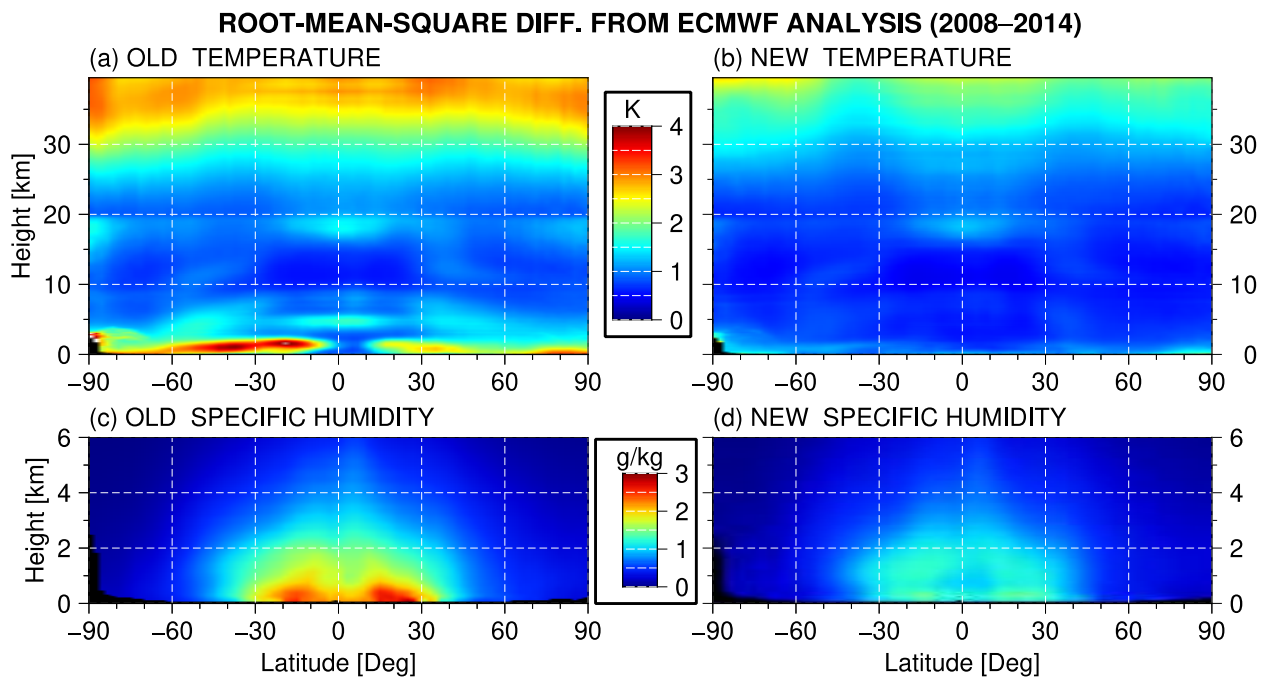 ROOT-MEAN-SQUARE DIFF. FROM ECMWF ANALYSIS (2008–2014)
(a) OLD TEMPERATURE
(b) NEW TEMPERATURE
Height [km]
30
20
10
0
−90 −60 −30 0 30 60 90
K
4
3
2
1
0
30
20
10
0
−90 −60 −30 0 30 60 90
(c) OLD SPECIFIC HUMIDITY
(d) NEW SPECIFIC HUMIDITY
Height [km]
6
4
2
0
−90 −60 −30 0 30 60 90
Latitude [Deg]
g/kg
3
2
1
0
6
4
2
0
−90 −60 −30 0 30 60 90
Latitude [Deg]